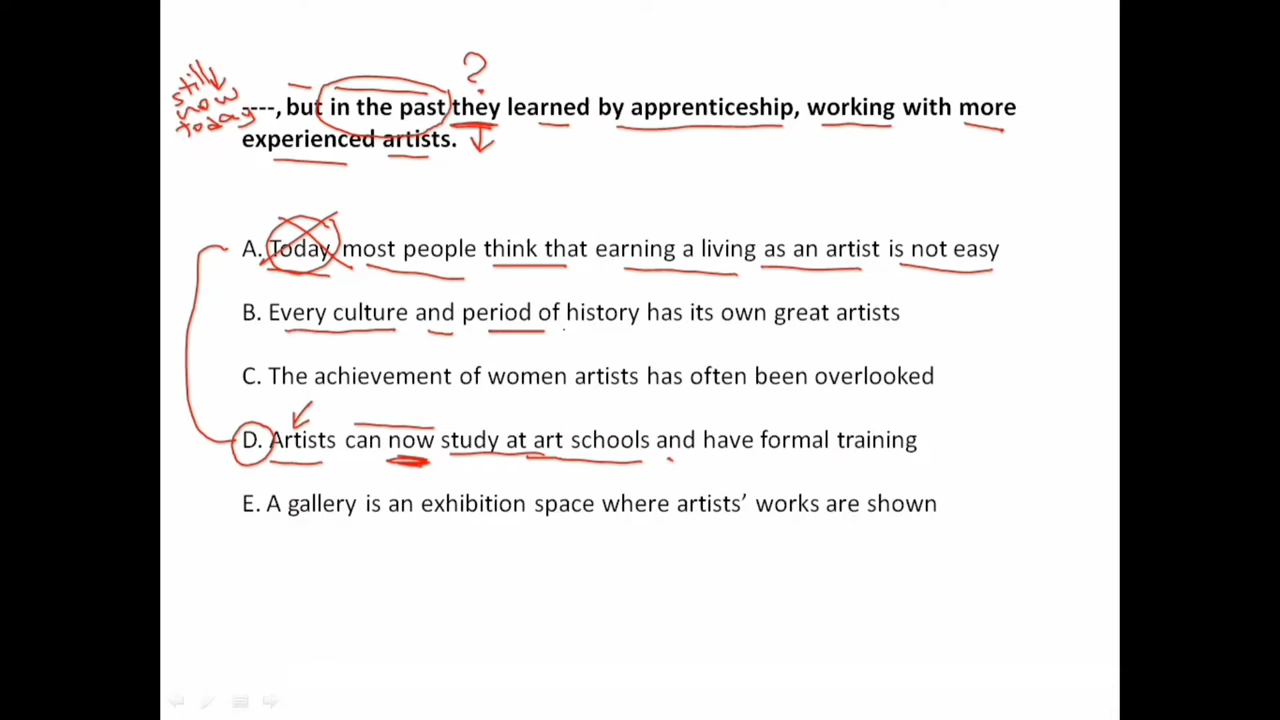 ?
still
now
today
----, but in the past they learned by apprenticeship, working with more
experienced artists.
A. Today most people think that earning a living as an artist is not easy
B. Every culture and period of history has its own great artists
C. The achievement of women artists has often been overlooked
D. Artists can now study at art schools and have formal training
E. A gallery is an exhibition space where artists’ works are shown